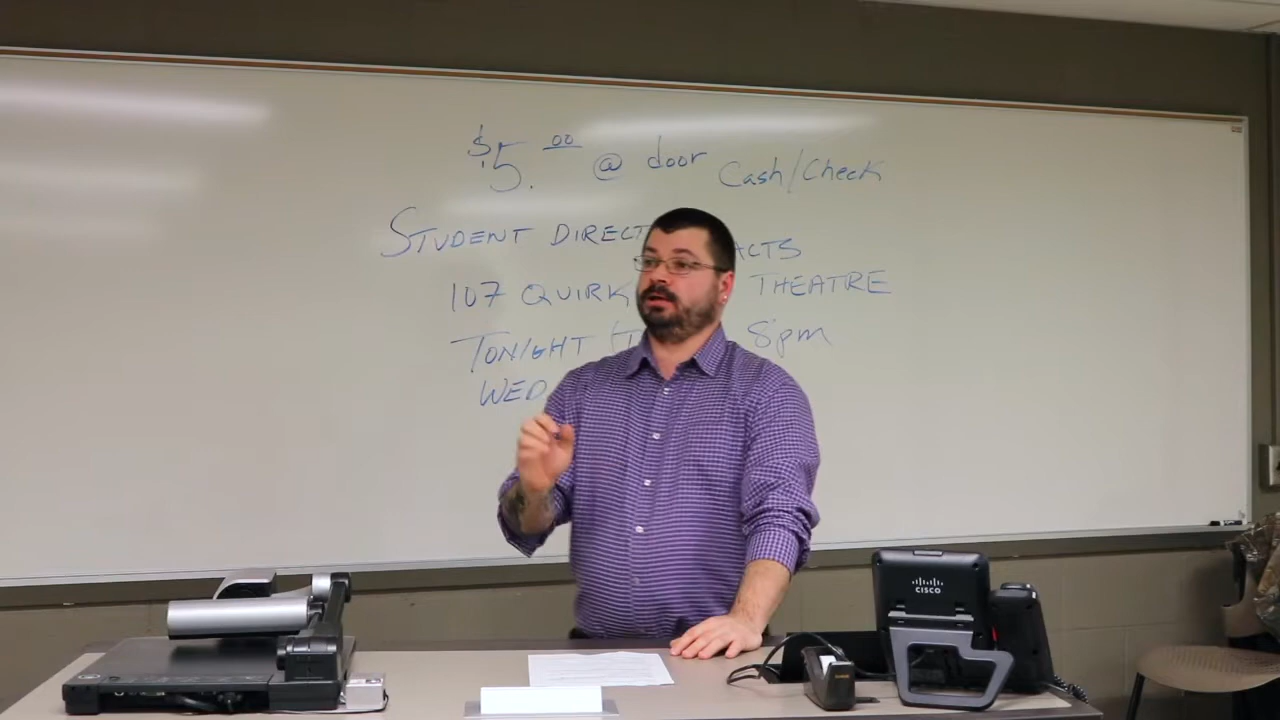 $5.00 @ door Cash/Check
STUDENT DIRECT ACTS
107 QUIRK THEATRE
TONIGHT (T 8pm
WED
CISCO